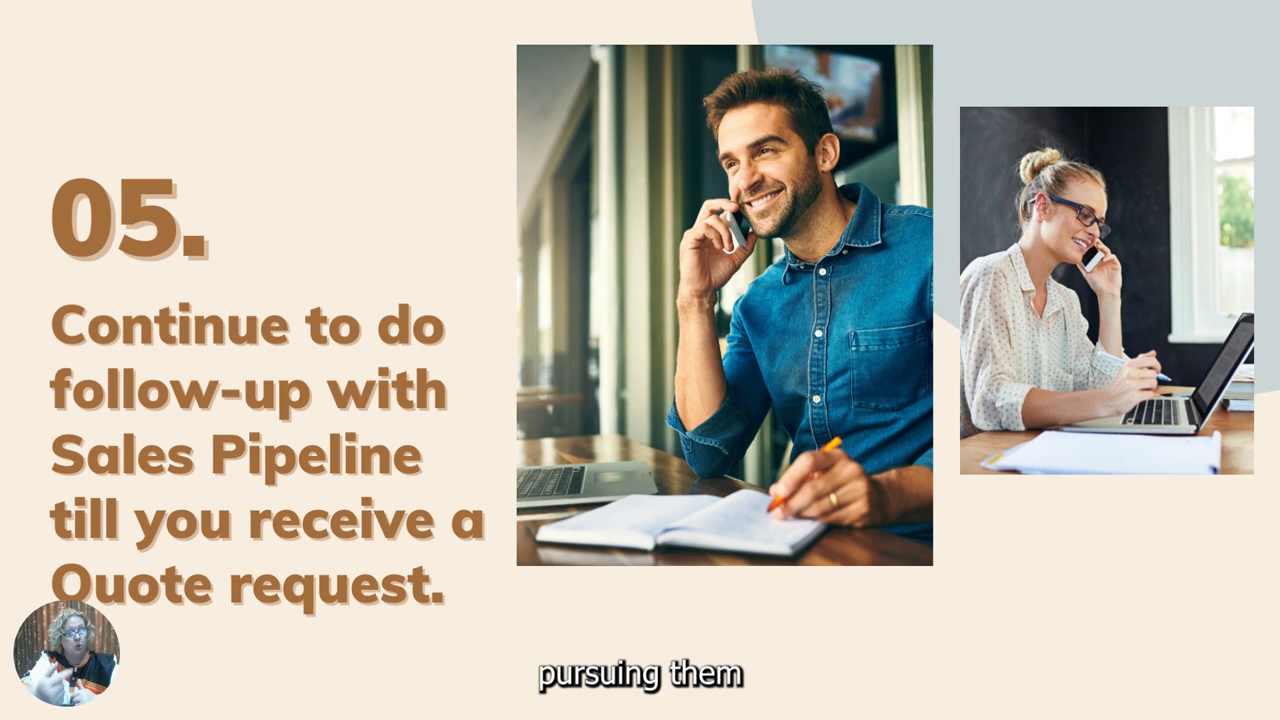 05.
Continue to do
follow-up with
Sales Pipeline
till you receive a
Quote request.
pursuing them